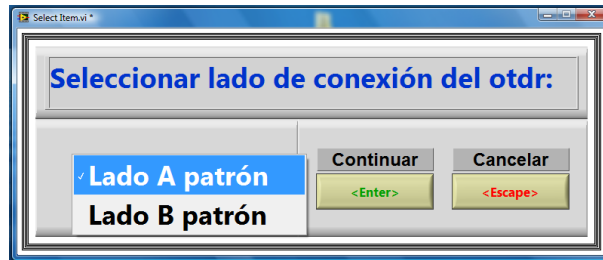 Select Item.vi *
Seleccionar lado de conexión del otdr:
✓Lado A patrón
Lado B patrón
Continuar
<Enter>
Cancelar
<Escape>